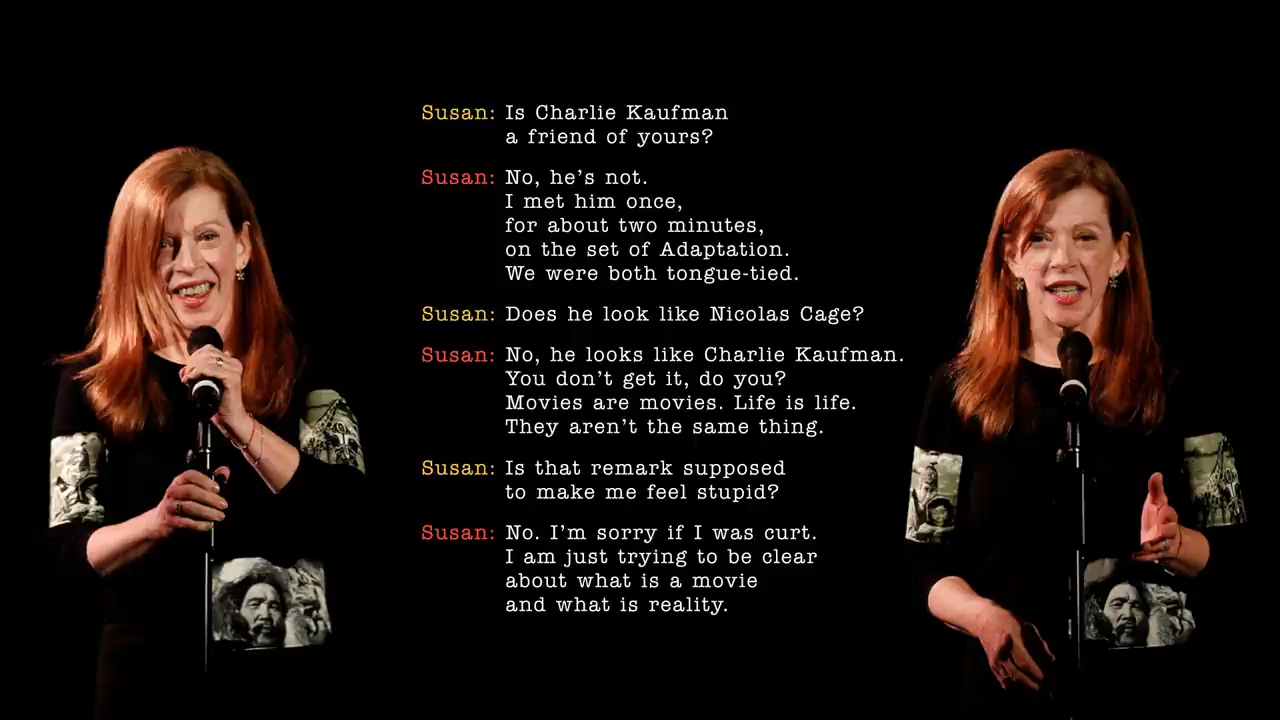 Susan: Is Charlie Kaufman
a friend of yours?
Susan: No, he’s not.
I met him once,
for about two minutes,
on the set of Adaptation.
We were both tongue-tied.
Susan: Does he look like Nicolas Cage?
Susan: No, he looks like Charlie Kaufman.
You don’t get it, do you?
Movies are movies. Life is life.
They aren’t the same thing.
Susan: Is that remark supposed
to make me feel stupid?
Susan: No. I’m sorry if I was curt.
I am just trying to be clear
about what is a movie
and what is reality.